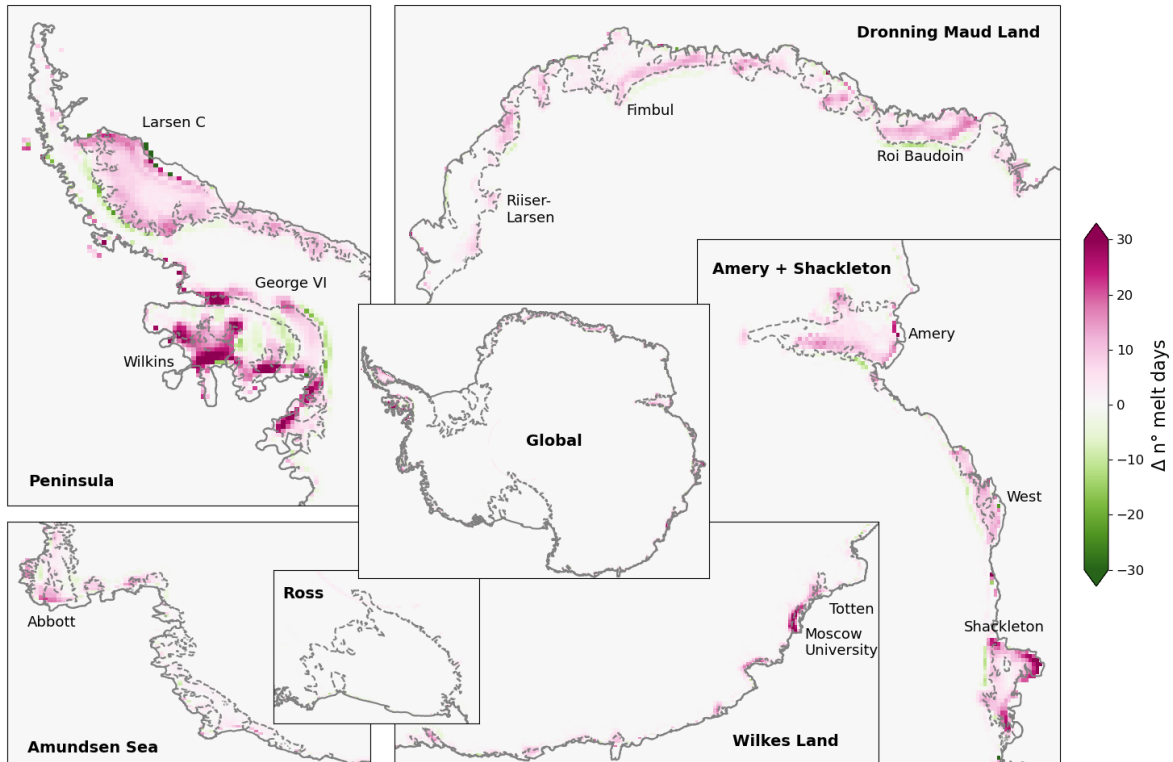 Dronning Maud Land
Larsen C
Fimbul
Roi Baudoin
Riiser-
Larsen
George VI
Wilkins
Peninsula
Amery + Shackleton
Amery
West
Shackleton
Global
Abbott
Amundsen Sea
Ross
Totten
Moscow
University
Wilkes Land
30
20
10
0
−10
−20
−30
Δ n° melt days